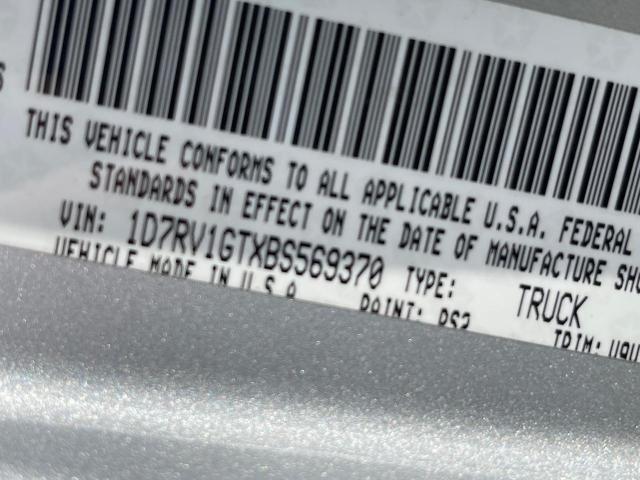 S
THIS VEHICLE CONFORMS TO ALL APPLICABLE U.S.A. FEDERAL
STANDARDS IN EFFECT ON THE DATE OF MANUFACTURE SHO
VIN: 1D7RV1GTXBS569370 TYPE: TRUCK
VEHICLE MADE IN U.S.A PAINT: PS2 TRIM: